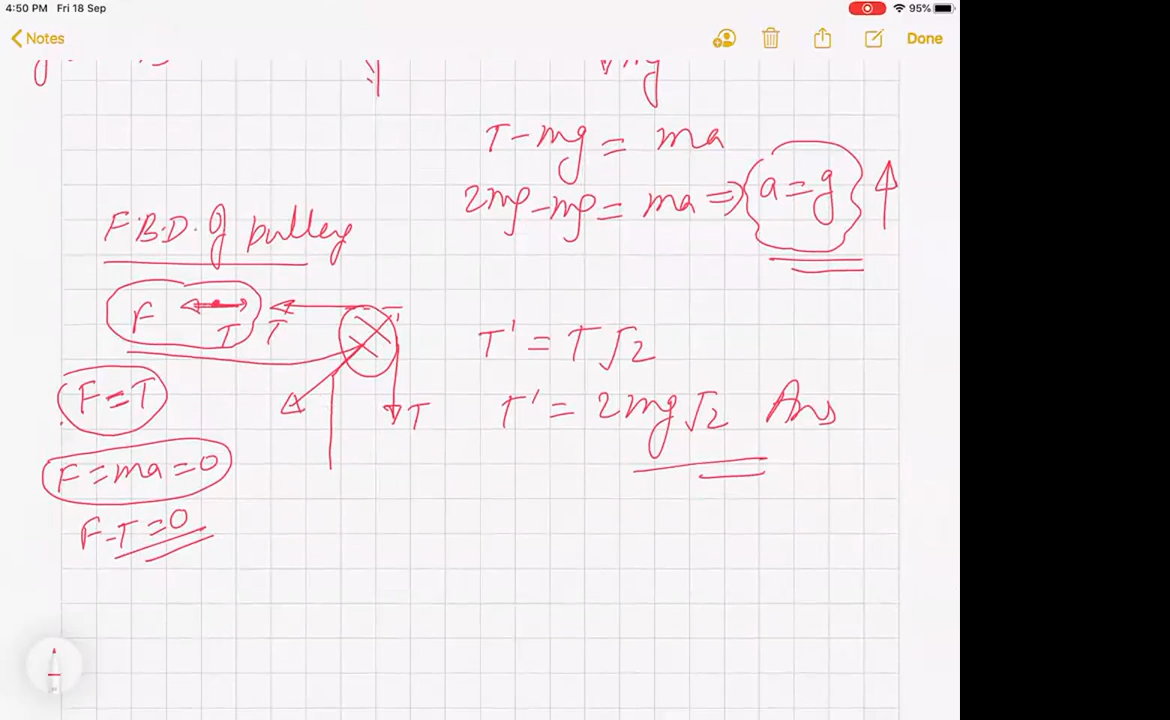 4:50 PM Fri 18 Sep
95%
Notes
Done
T - mg = ma
2mg - mg = ma ⇒ a = g ↑
F.B.D. of pulley
F T T
T
F = T
F = ma = 0
F - T = 0
T' = T √2
T' = 2mg √2 Ans